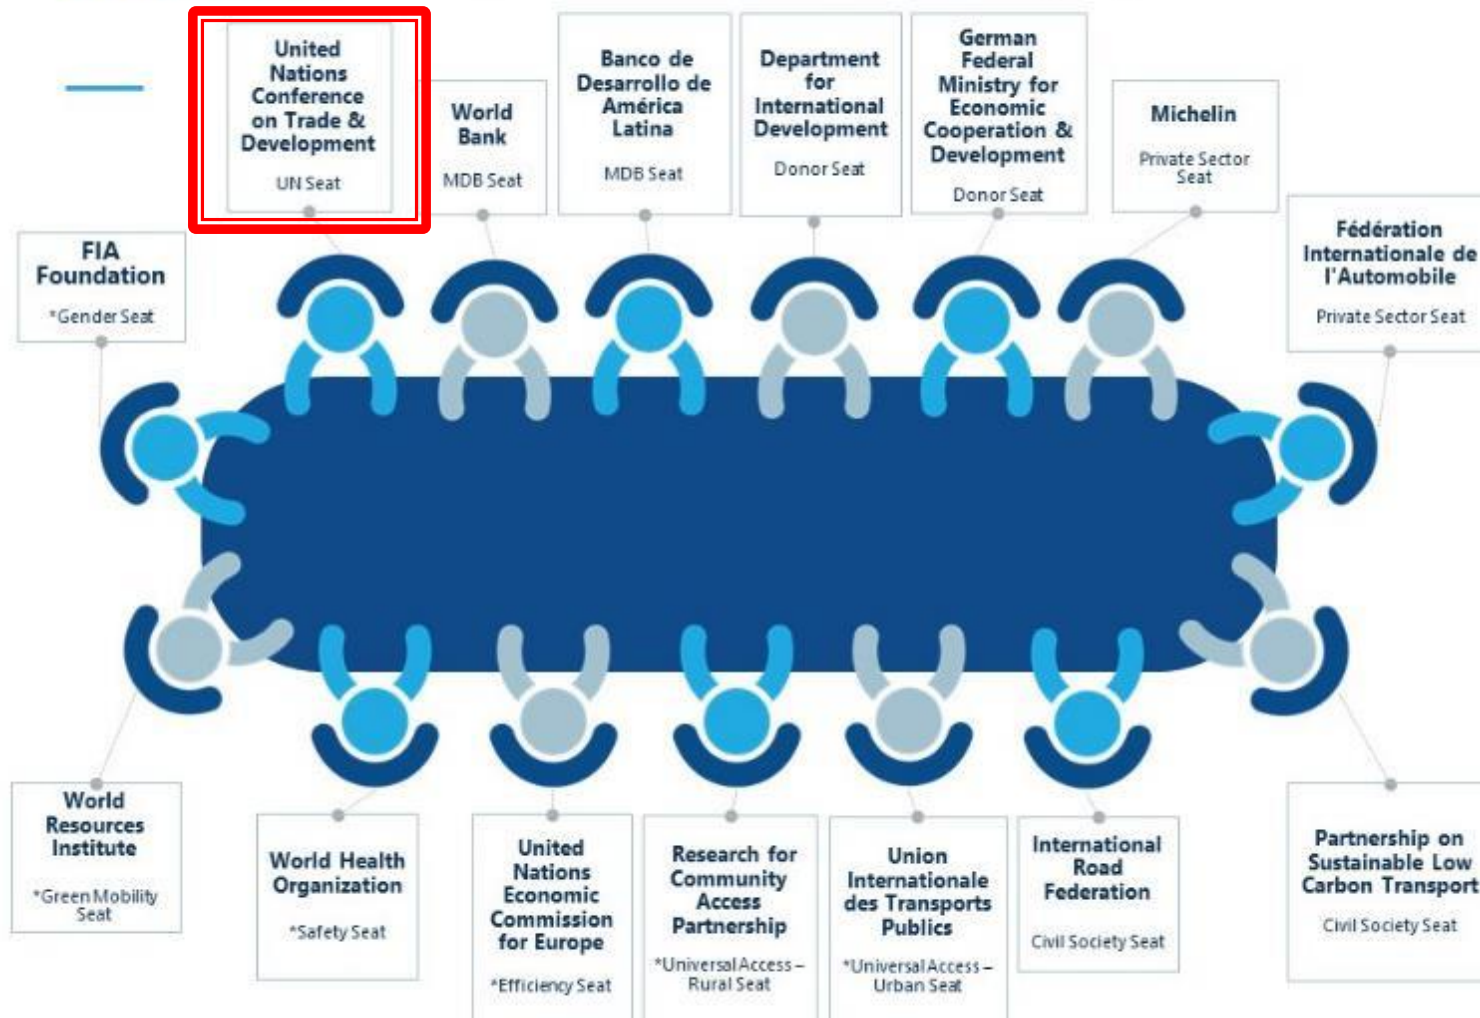 United
Nations
Conference
on Trade &
Development
UN Seat
World
Bank
MDB Seat
Banco de
Desarrollo de
América
Latina
MDB Seat
Department
for
International
Development
Donor Seat
German
Federal
Ministry for
Economic
Cooperation &
Development
Donor Seat
Michelin
Private Sector
Seat
Fédération
Internationale de
l'Automobile
Private Sector Seat
FIA
Foundation
*Gender Seat
World
Resources
Institute
*Green Mobility
Seat
World Health
Organization
*Safety Seat
United
Nations
Economic
Commission
for Europe
*Efficiency Seat
Research for
Community
Access
Partnership
*Universal Access –
Rural Seat
Union
Internationale
des Transports
Publics
*Universal Access –
Urban Seat
International
Road
Federation
Civil Society Seat
Partnership on
Sustainable Low
Carbon Transport
Civil Society Seat